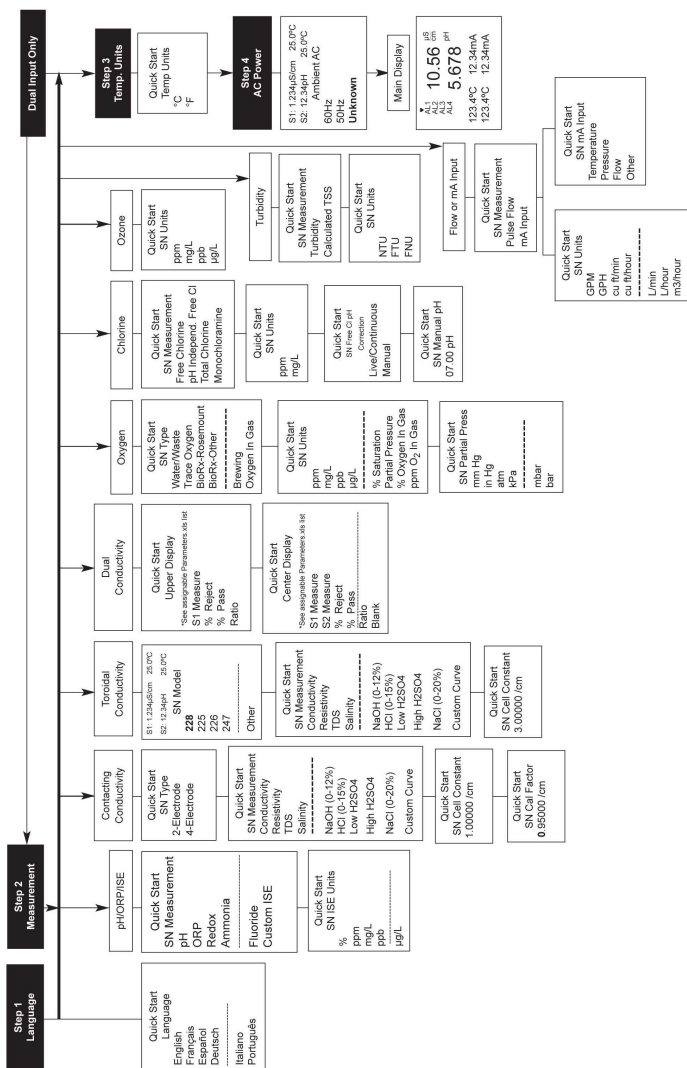 Step 1
Language
Quick Start
Language
English
Français
Español
Deutsch
Italiano
Português
Step 2
Measurement
pH/ORP/ISE
Quick Start
SN Measurement
pH
ORP
Redox
Ammonia
Fluoride
Custom ISE
Quick Start
SN ISE Units
%
ppm
mg/L
ppb
µg/L
Contacting
Conductivity
Quick Start
SN Type
2-Electrode
4-Electrode
Quick Start
SN Measurement
Conductivity
Resistivity
TDS
Salinity
NaOH (0-12%)
HCl (0-15%)
Low H2SO4
High H2SO4
NaCl (0-20%)
Custom Curve
Quick Start
SN Cell Constant
1.00000 /cm
Quick Start
SN Cal Factor
0.95000 /cm
Toroidal
Conductivity
S1: 1.234µS/cm 25.0ºC
S2: 12.34pH 25.0ºC
SN Model
228
225
226
247
Other
Quick Start
SN Measurement
Conductivity
Resistivity
TDS
Salinity
NaOH (0-12%)
HCl (0-15%)
Low H2SO4
High H2SO4
NaCl (0-20%)
Custom Curve
Quick Start
SN Cell Constant
3.00000 /cm
Dual
Conductivity
Quick Start
Upper Display
*See assignable Parameters.xls list
S1 Measure
% Reject
% Pass
Ratio
Quick Start
Center Display
*See assignable Parameters.xls list
S1 Measure
S2 Measure
% Reject
% Pass
Ratio
Blank
Oxygen
Quick Start
SN Type
Water/Waste
Trace Oxygen
BioRx-Rosemount
BioRx-Other
Brewing
Oxygen In Gas
Quick Start
SN Units
ppm
mg/L
ppb
µg/L
% Saturation
Partial Pressure
% Oxygen In Gas
ppm O2 In Gas
Quick Start
SN Partial Press
mm Hg
in Hg
atm
kPa
mbar
bar
Chlorine
Quick Start
SN Measurement
Free Chlorine
pH Independ. Free Cl
Total Chlorine
Monochloramine
Quick Start
SN Units
ppm
mg/L
Quick Start
SN Free Cl pH
Correction
Live/Continuous
Manual
Quick Start
SN Manual pH
07.00 pH
Ozone
Quick Start
SN Units
ppm
mg/L
ppb
µg/L
Turbidity
Quick Start
SN Measurement
Turbidity
Calculated TSS
Quick Start
SN Units
NTU
FTU
FNU
Flow or mA Input
Quick Start
SN Measurement
Pulse Flow
mA Input
Quick Start
SN Units
GPM
GPH
cu ft/min
cu ft/hour
L/min
L/hour
m3/hour
Quick Start
SN mA Input
Temperature
Pressure
Flow
Other
Dual Input Only
Step 3
Temp. Units
Quick Start
Temp Units
°C
°F
Step 4
AC Power
S1: 1.234µS/cm 25.0ºC
S2: 12.34pH 25.0ºC
Ambient AC
60Hz
50Hz
Unknown
Main Display
AL1
AL2
AL3
AL4
10.56 µS
cm
5.678 pH
123.4ºC 12.34mA
123.4ºC 12.34mA